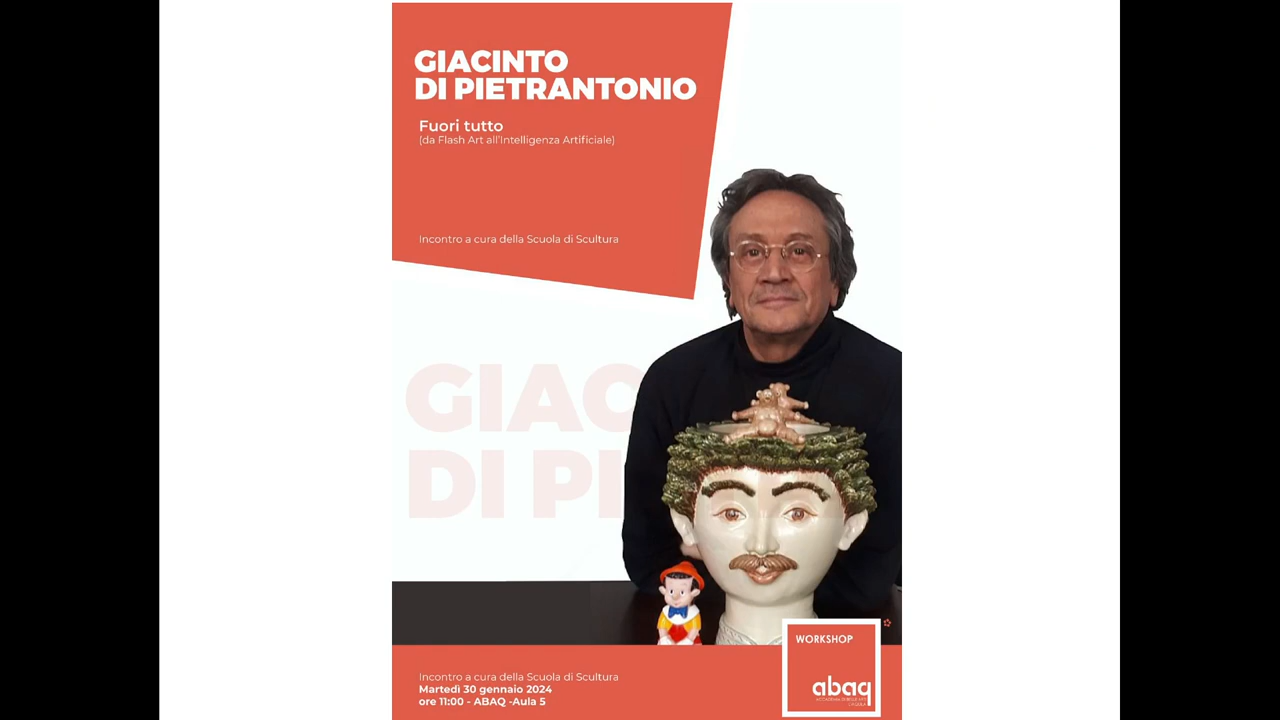 GIACINTO
DI PIETRANTONIO
Fuori tutto
(da Flash Art all'Intelligenza Artificiale)
Incontro a cura della Scuola di Scultura
GIAC
DI PI
WORKSHOP
abaq
Incontro a cura della Scuola di Scultura
Martedì 30 gennaio 2024
ore 11:00 - ABAQ -Aula 5